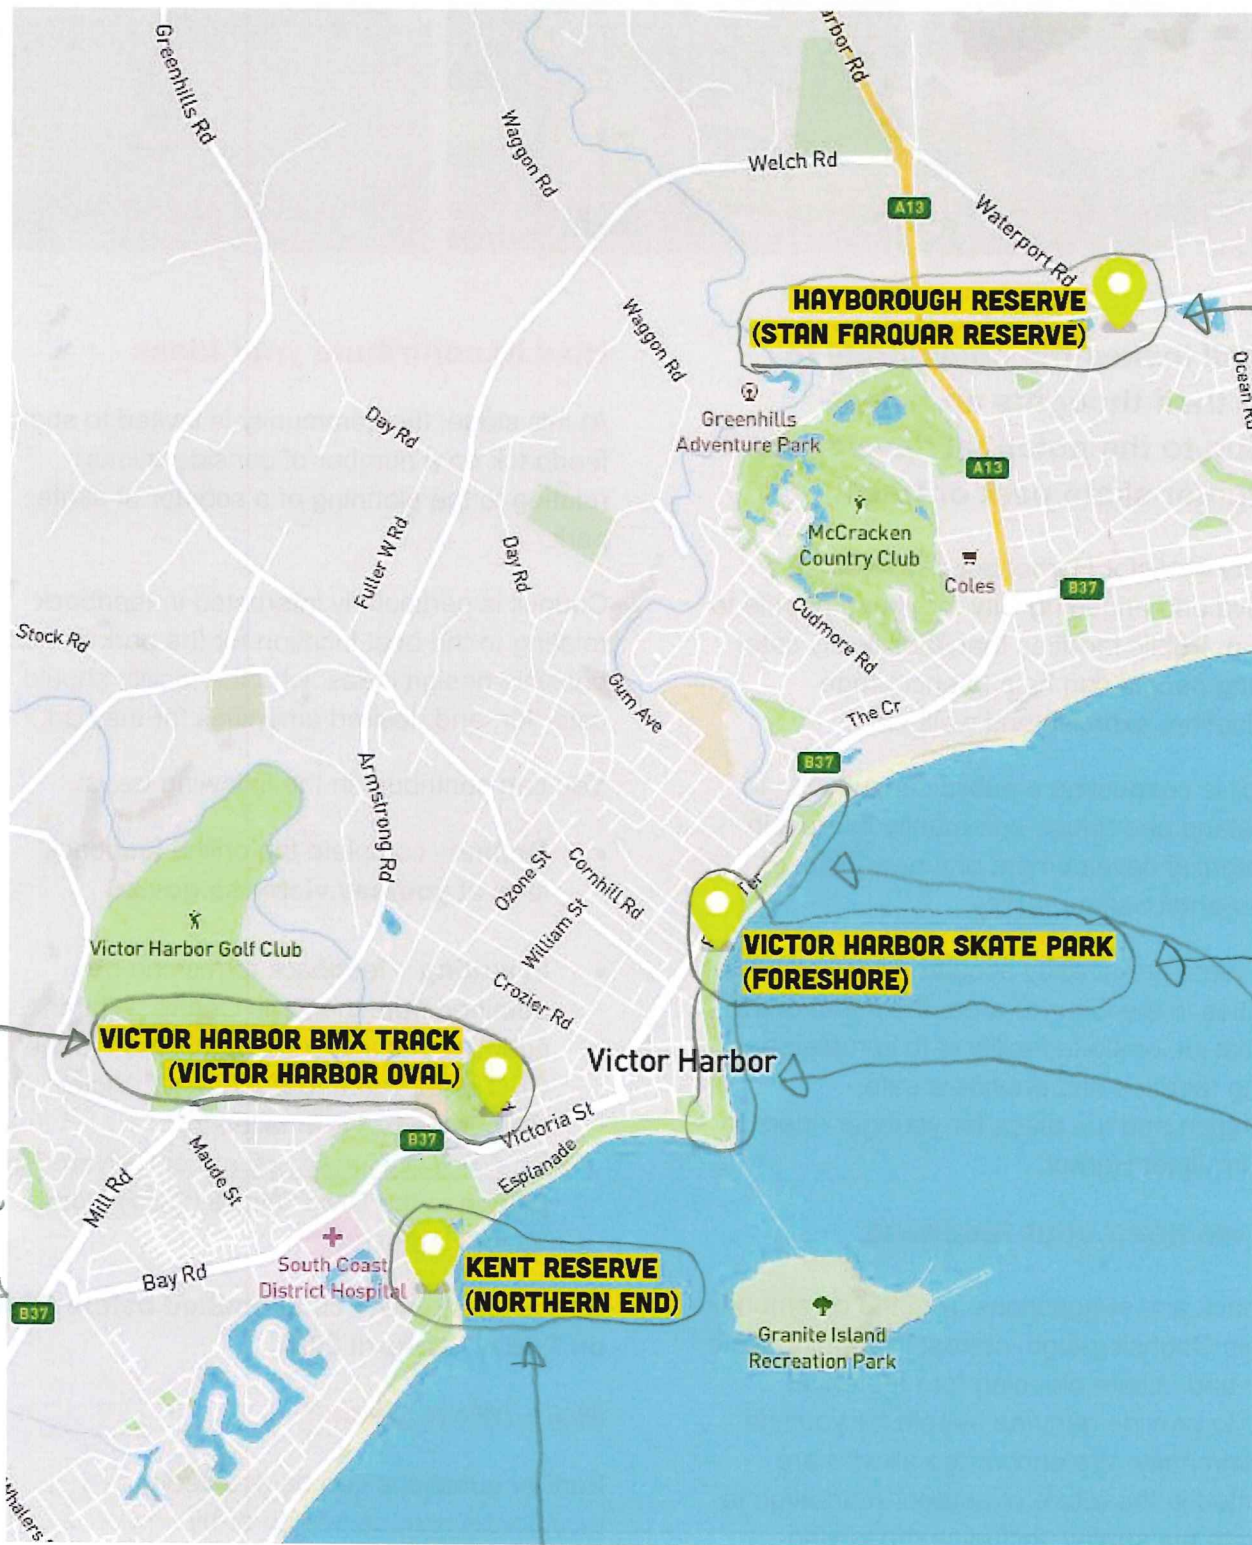 arbor Rd
Greenhills Rd
Waggon Rd
Welch Rd
A13
Waterport Rd
HAYBOROUGH RESERVE
(STAN FARQUAR RESERVE)
Waggon Rd
Ocean Rd
Greenhills
Adventure Park
Day Rd
A13
McCracken
Country Club
Coles
B37
Fuller W Rd
Day Rd
Stock Rd
Cudmore Rd
Gum Ave
The Cr
B37
Armstrong Rd
Ozone St
Cornhill Rd
Ter
William St
Victor Harbor Golf Club
VICTOR HARBOR SKATE PARK
(FORESHORE)
Crozier Rd
VICTOR HARBOR BMX TRACK
(VICTOR HARBOR OVAL)
Victor Harbor
Victoria St
B37
Esplanade
Maude St
Mill Rd
South Coast
District Hospital
Bay Rd
KENT RESERVE
(NORTHERN END)
B37
Granite Island
Recreation Park
Whalers